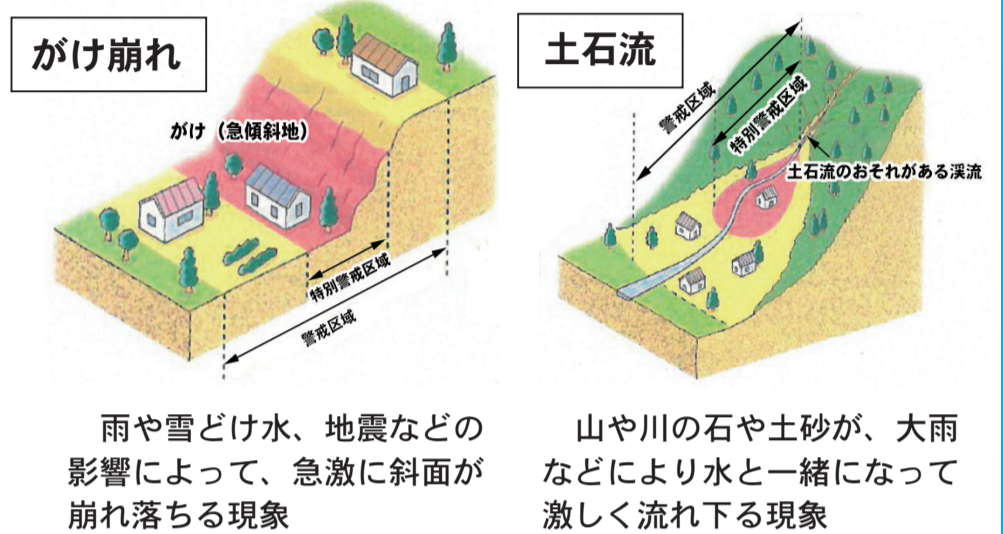 がけ崩れ
がけ（急傾斜地）
特別警戒区域
警戒区域
雨や雪どけ水、地震などの
影響によって、急激に斜面が
崩れ落ちる現象
土石流
警戒区域
特別警戒区域
土石流のおそれがある渓流
山や川の石や土砂が、大雨
などにより水と一緒になって
激しく流れ下る現象